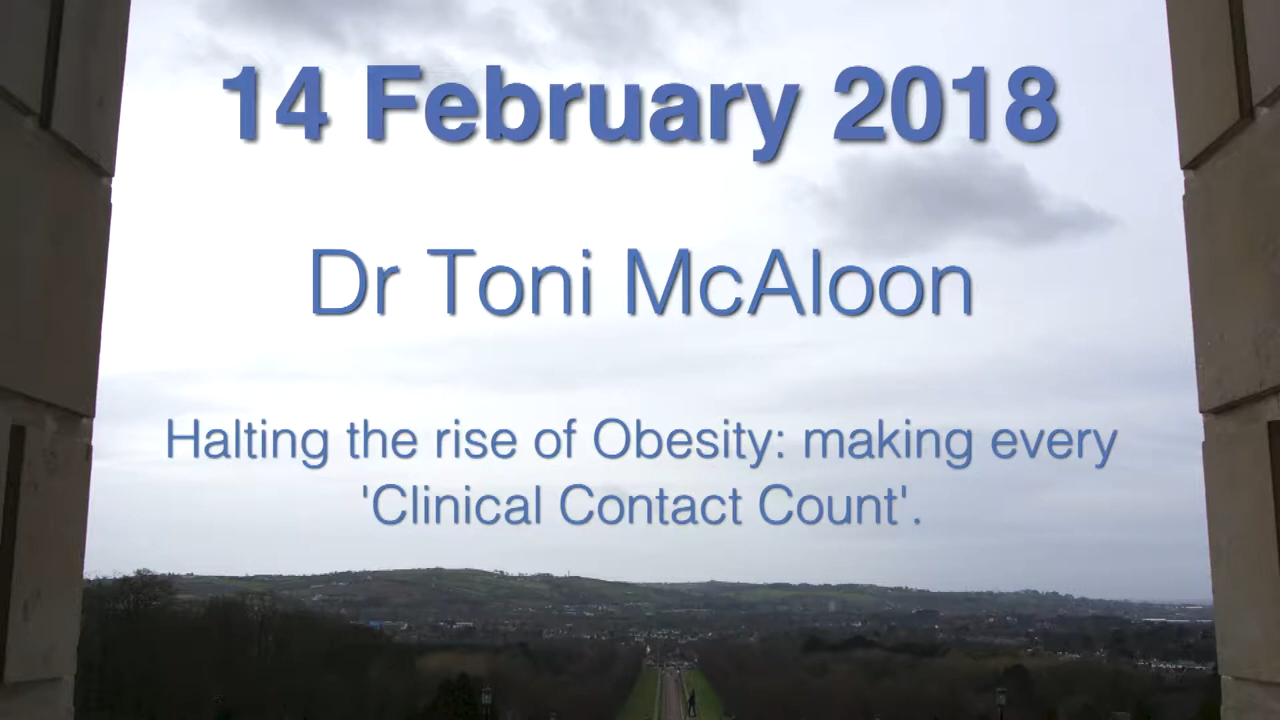 14 February 2018
Dr Toni McAloon
Halting the rise of Obesity: making every
'Clinical Contact Count'.